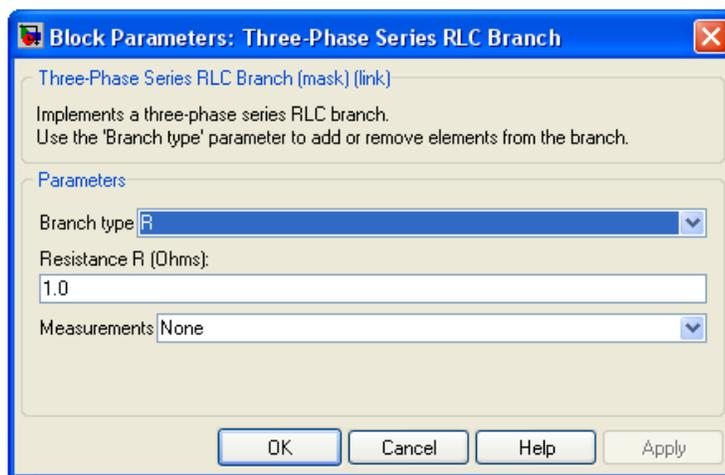 Block Parameters: Three-Phase Series RLC Branch
Three-Phase Series RLC Branch (mask) (link)
Implements a three-phase series RLC branch.
Use the 'Branch type' parameter to add or remove elements from the branch.
Parameters
Branch type R
Resistance R (Ohms):
1.0
Measurements None
OK Cancel Help Apply